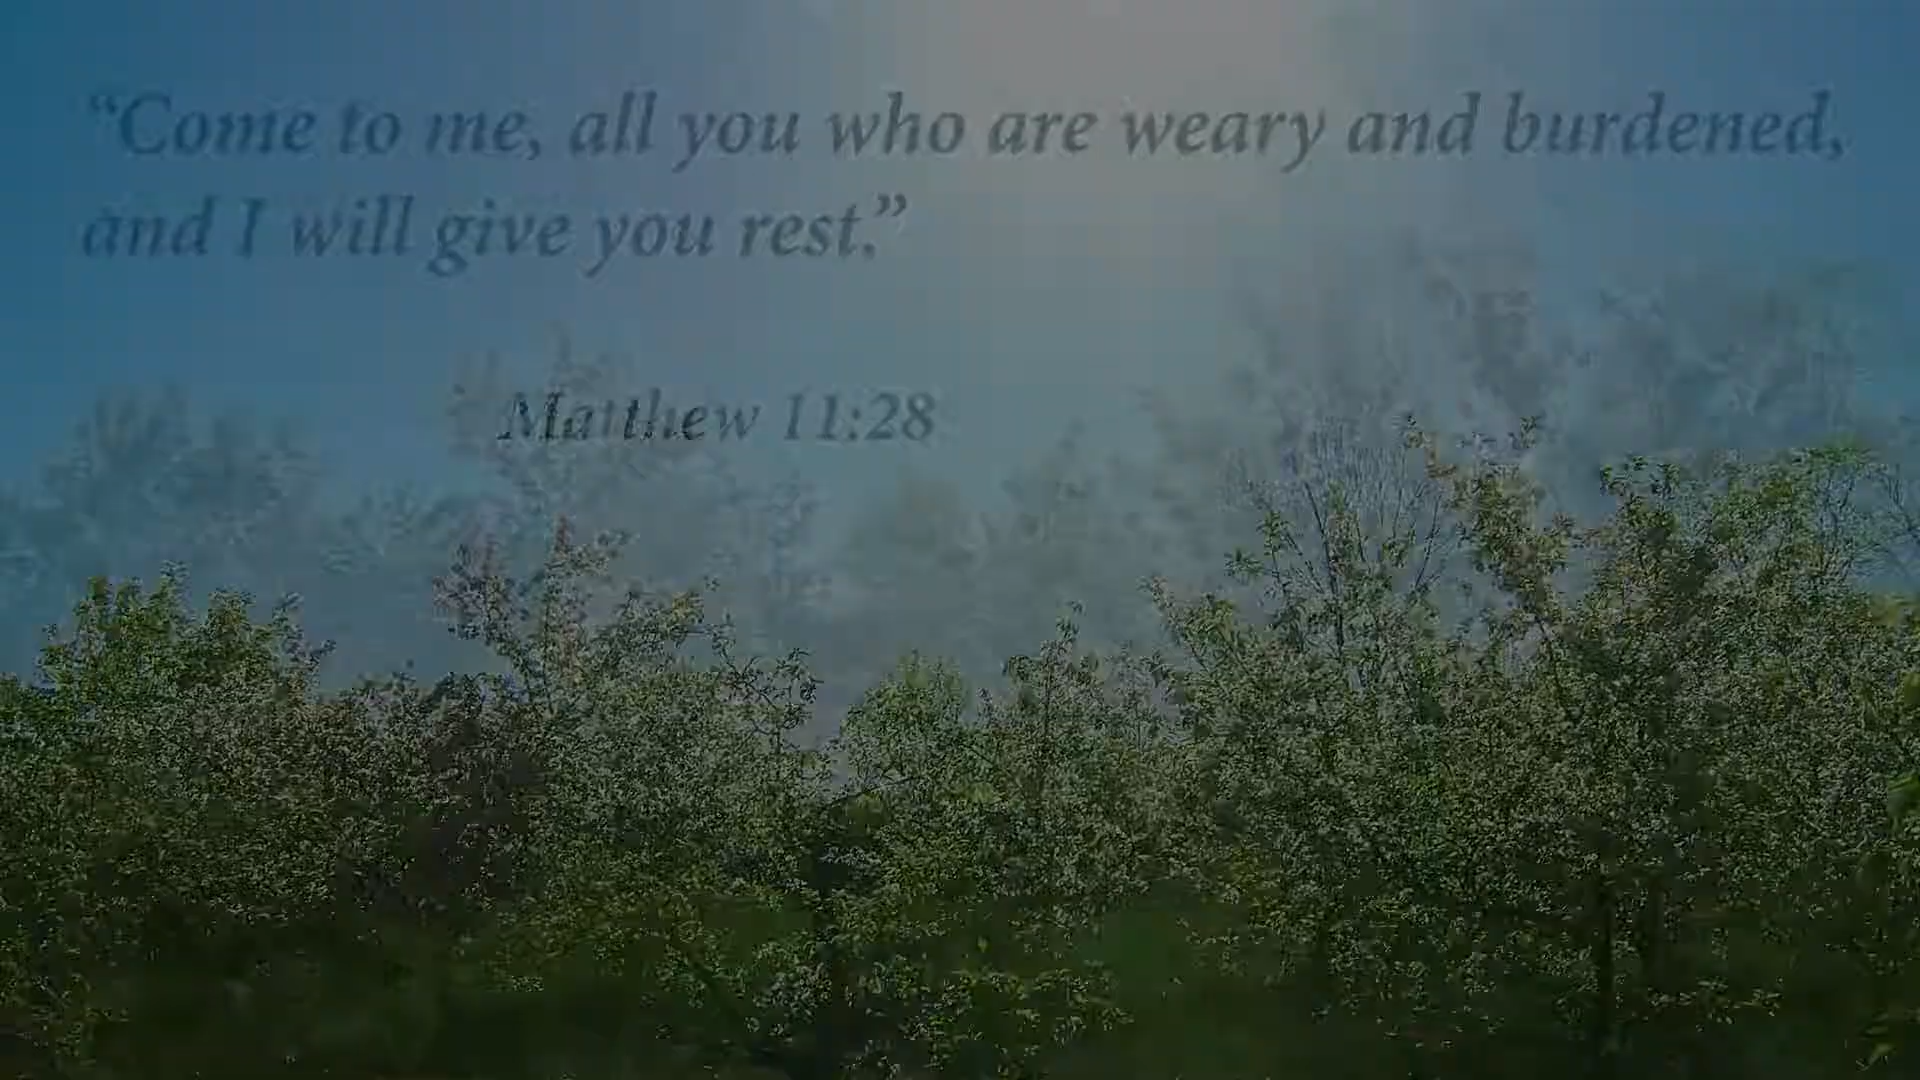 “Come to me, all you who are weary and burdened,
and I will give you rest.”
Matthew 11:28